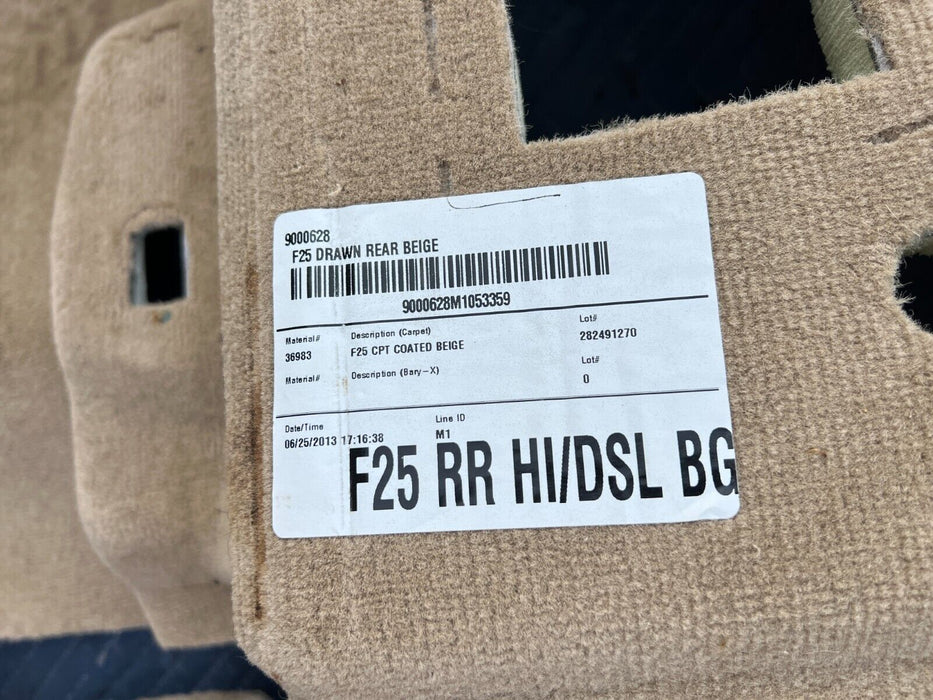 9000628
F25 DRAWN REAR BEIGE
9000628M1053359
Material# Description (Carpet) Lot#
36983 F25 CPT COATED BEIGE 282491270
Material# Description (Bary-X) Lot#
0
Date/Time Line ID
06/25/2013 17:16:38 M1
F25 RR HI/DSL BG